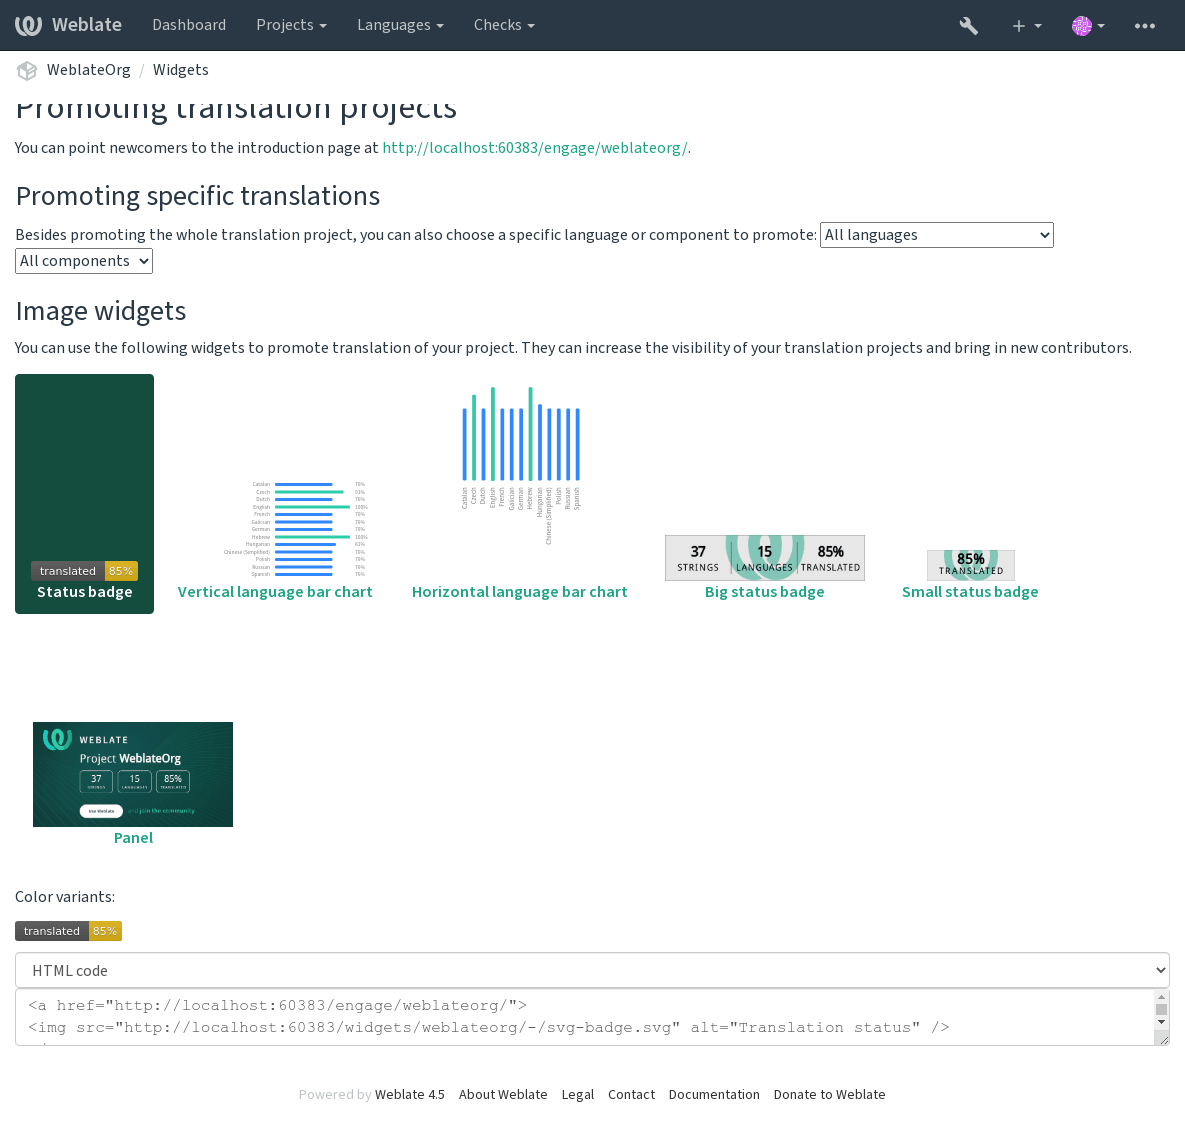 Weblate Dashboard Projects Languages Checks
WeblateOrg / Widgets
Promoting translation projects
You can point newcomers to the introduction page at http://localhost:60383/engage/weblateorg/.
Promoting specific translations
Besides promoting the whole translation project, you can also choose a specific language or component to promote: All languages
All components
Image widgets
You can use the following widgets to promote translation of your project. They can increase the visibility of your translation projects and bring in new contributors.
translated 85%
Status badge
Catalan 76%
Czech 91%
Dutch 76%
English 100%
French 76%
Galician 76%
German 76%
Hebrew 100%
Hungarian 81%
Chinese (Simplified) 76%
Polish 76%
Russian 76%
Spanish 76%
Vertical language bar chart
Catalan
Czech
Dutch
English
French
Galician
German
Hebrew
Hungarian
Chinese (Simplified)
Polish
Russian
Spanish
Horizontal language bar chart
37 15 85%
STRINGS LANGUAGES TRANSLATED
Big status badge
85%
TRANSLATED
Small status badge
WEBLATE
Project WeblateOrg
37 15 85%
STRINGS LANGUAGES TRANSLATED
Use Weblate and join the community
Panel
Color variants:
translated 85%
HTML code
<a href="http://localhost:60383/engage/weblateorg/">
<img src="http://localhost:60383/widgets/weblateorg/-/svg-badge.svg" alt="Translation status" />
Powered by Weblate 4.5 About Weblate Legal Contact Documentation Donate to Weblate